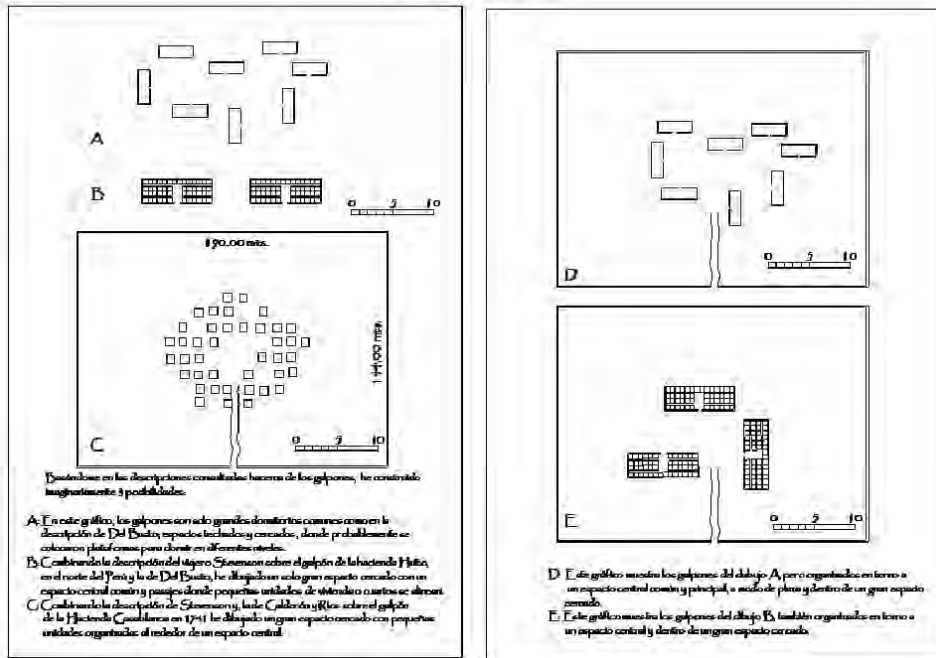 A
B
0 5 10
190.00 mts.
144.00 mts.
C
0 5 10
Basándome en las descripciones consultadas acerca de los galpones, he construido
imaginariamente 3 posibilidades.
A: En este gráfico, los galpones son solo grandes dormitorios comunes como en la
descripción de Del Busto, espacios techados y cercados, donde probablemente se
colocaron plataformas para dormir en diferentes niveles.
B: Combinando la descripción del viajero Stevenson sobre el galpón de la hacienda Huito,
en el norte del Perú y la de Del Busto, he dibujado un solo gran espacio cercado con un
espacio central común y pasajes donde pequeñas unidades de vivienda o cuartos se alinean.
C: Combinando la descripción de Stevenson y, la de Calderón y Ríos sobre el galpón
de la Hacienda Casablanca en 1941 he dibujado un gran espacio cercado con pequeñas
unidades organizadas alrededor de un espacio central.
0 5 10
D
0 5 10
E
D: Este gráfico muestra los galpones del dibujo A, pero organizados en torno a
un espacio central común y principal, a modo de plaza y dentro de un gran espacio
cercado.
E: Este gráfico muestra los galpones del dibujo B, también organizados en torno a
un espacio central y dentro de un gran espacio cercado.